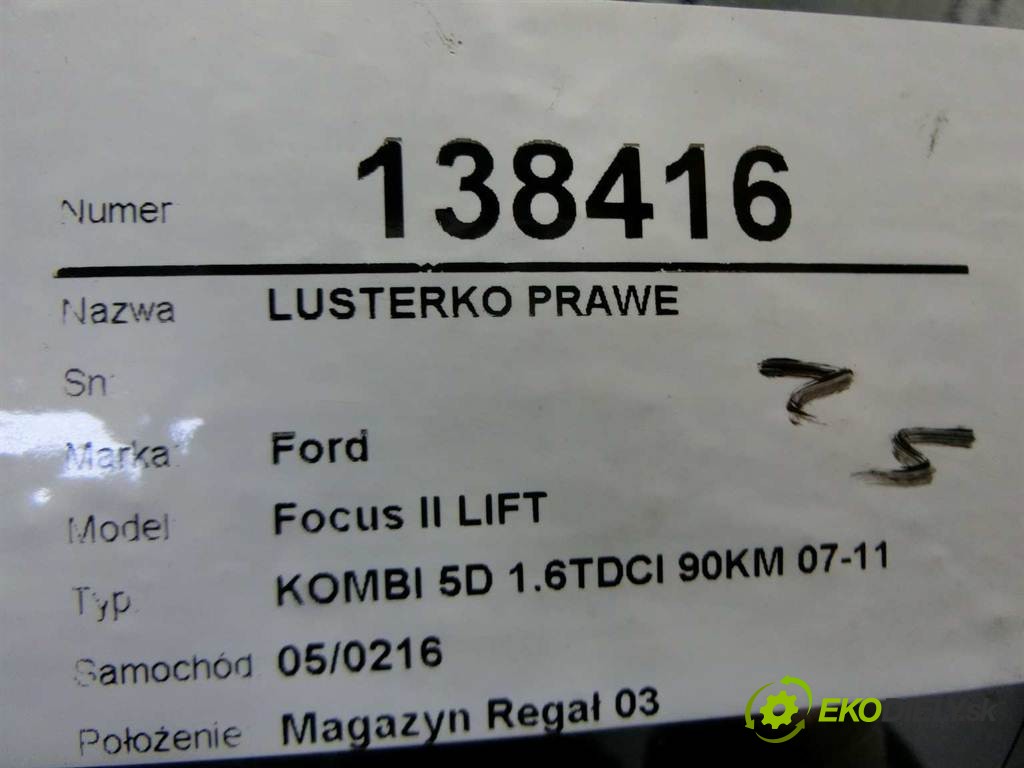 Numer 138416
Nazwa LUSTERKO PRAWE
Sn:
Marka: Ford
Model Focus II LIFT
Typ KOMBI 5D 1.6TDCI 90KM 07-11
Samochód 05/0216
Położenie Magazyn Regał 03
EKO